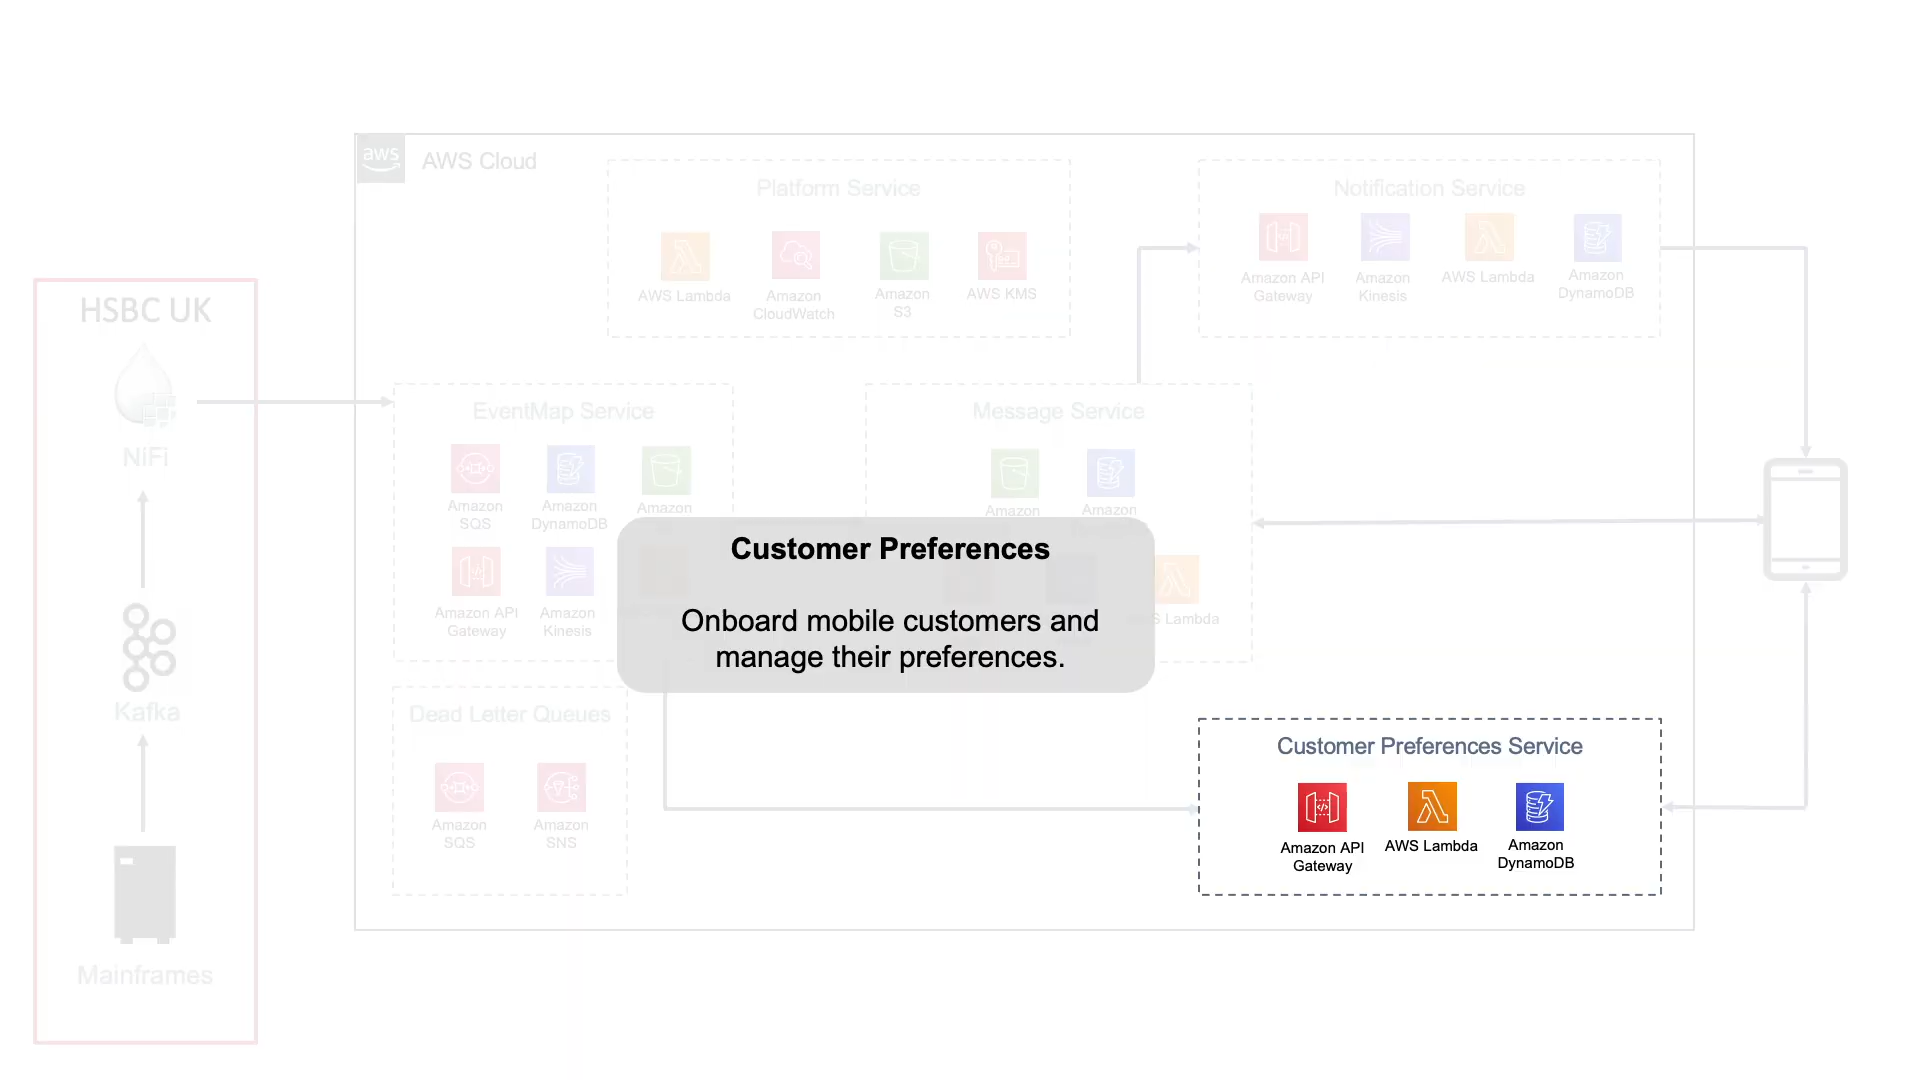 aws
AWS Cloud
Platform Service
AWS Lambda
Amazon
CloudWatch
Amazon
S3
AWS KMS
Notification Service
Amazon API
Gateway
Amazon
Kinesis
AWS Lambda
Amazon
DynamoDB
HSBC UK
NiFi
Kafka
Mainframes
EventMap Service
Amazon
SQS
Amazon
DynamoDB
Amazon
Amazon API
Gateway
Amazon
Kinesis
Message Service
Amazon
Amazon
S Lambda
Customer Preferences
Onboard mobile customers and
manage their preferences.
Dead Letter Queues
Amazon
SQS
Amazon
SNS
Customer Preferences Service
Amazon API
Gateway
AWS Lambda
Amazon
DynamoDB